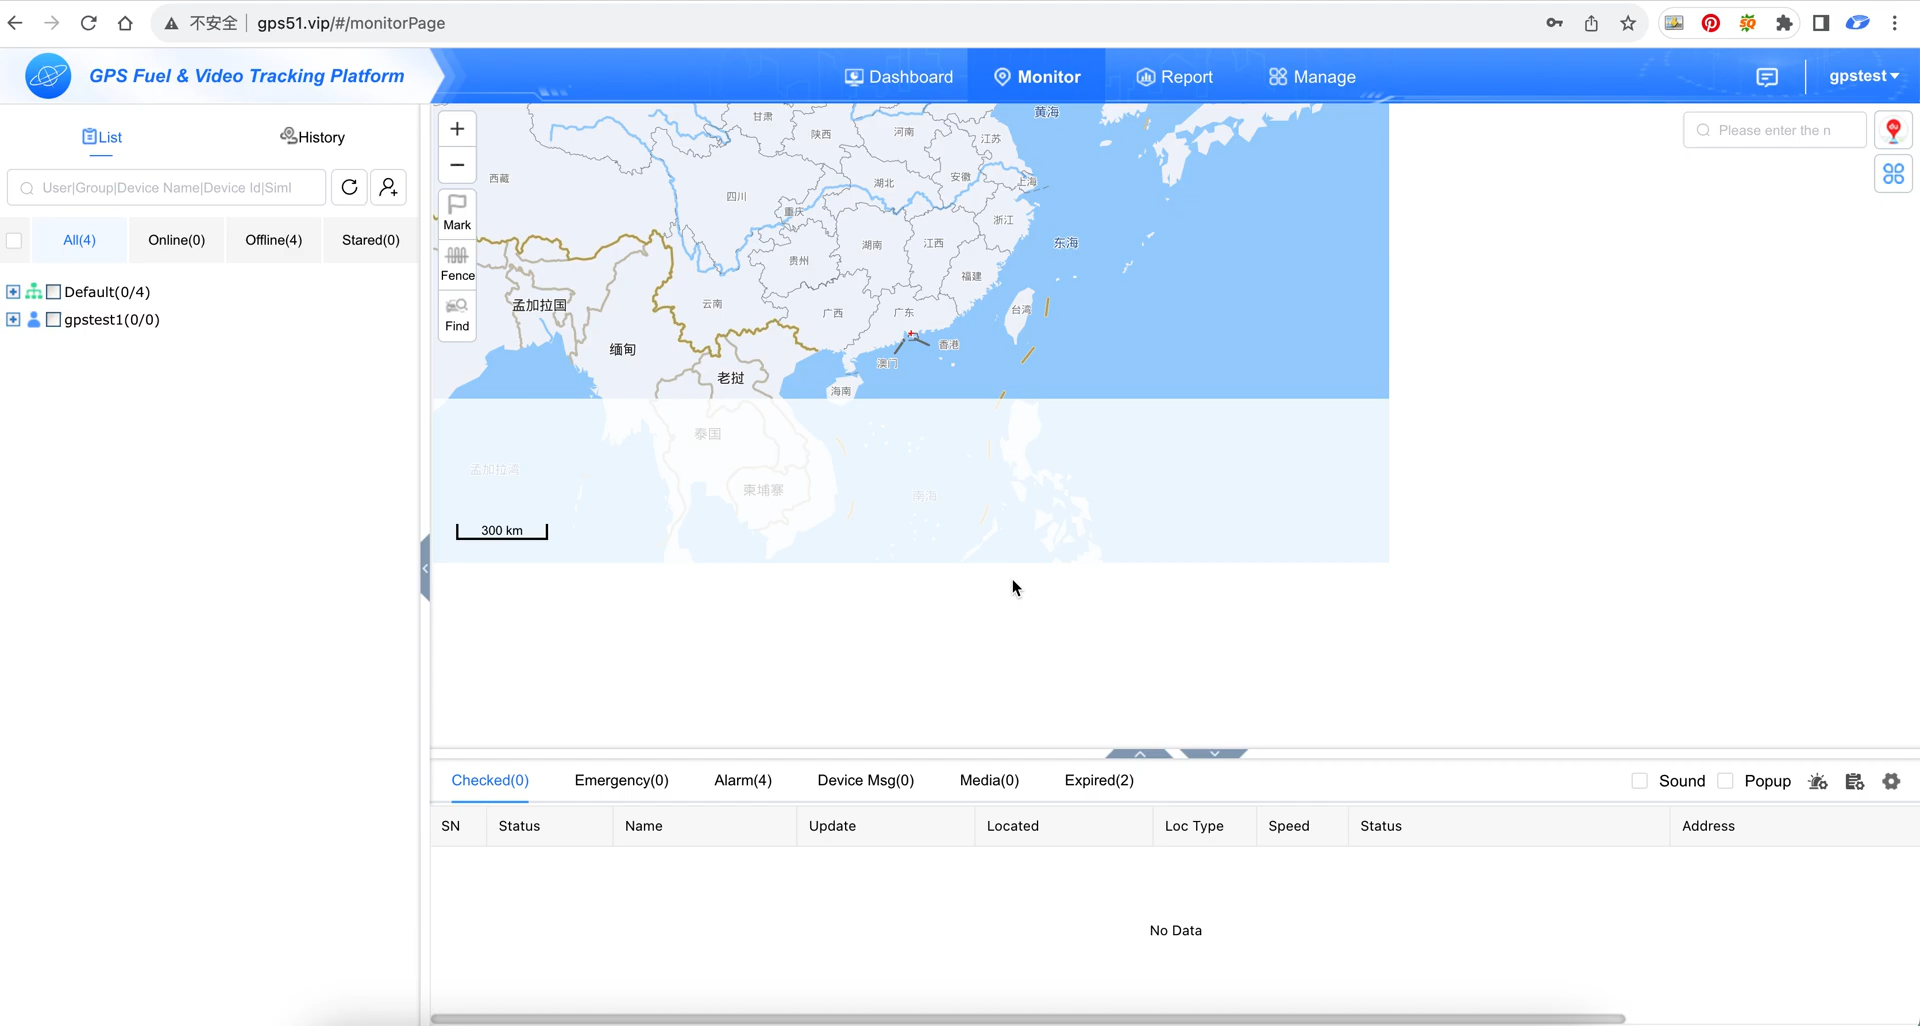 不安全 gps51.vip/#/monitorPage
GPS Fuel & Video Tracking Platform
Dashboard
Monitor
Report
Manage
gpstest
List
History
User|Group|Device Name|Device Id|SimI
All(4)
Online(0)
Offline(4)
Stared(0)
Default(0/4)
gpstest1(0/0)
Mark
Fence
Find
Please enter the n
黄海
甘肃
陕西
河南
江苏
西藏
四川
湖北
安徽
上海
重庆
浙江
东海
湖南
江西
贵州
福建
孟加拉国
云南
广西
广东
台湾
香港
缅甸
澳门
老挝
海南
泰国
孟加拉湾
柬埔寨
南海
300 km
Checked(0)
Emergency(0)
Alarm(4)
Device Msg(0)
Media(0)
Expired(2)
Sound
Popup
SN
Status
Name
Update
Located
Loc Type
Speed
Status
Address
No Data